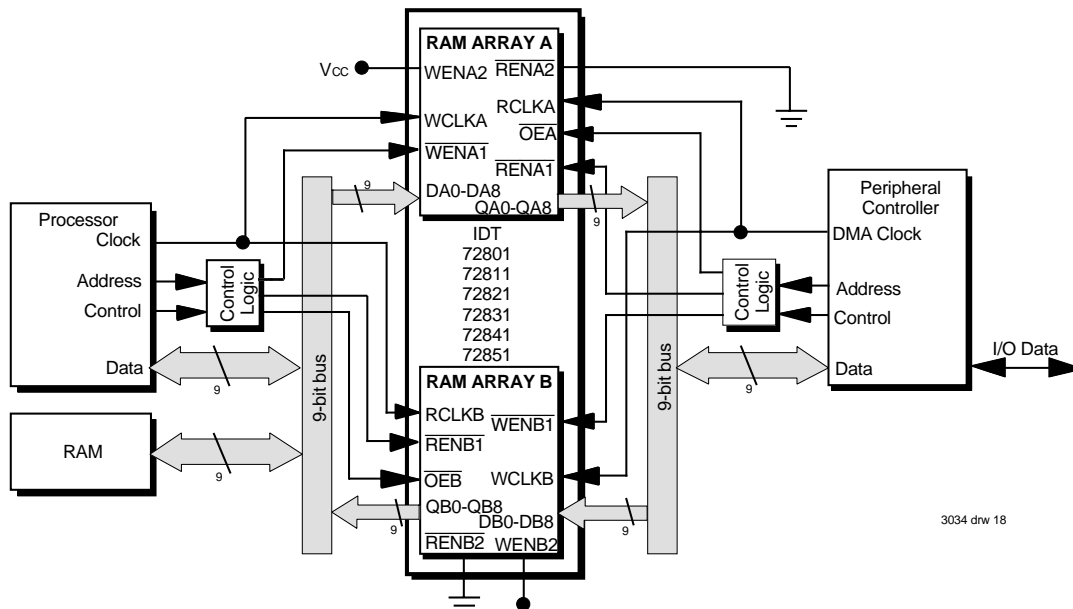 RAM ARRAY A
VCC
WENA2
RENA2
RCLKA
WCLKA
OEA
WENA1
RENA1
DA0-DA8
QA0-QA8
9
9
Processor
Clock
Address
Control
Data
9
Control
Logic
RAM
9
9-bit bus
IDT
72801
72811
72821
72831
72841
72851
RAM ARRAY B
RCLKB
WENB1
RENB1
OEB
WCLKB
QB0-QB8
DB0-DB8
9
9
RENB2
WENB2
9-bit bus
Peripheral
Controller
DMA Clock
Control
Logic
Address
Control
Data
9
I/O Data
3034 drw 18